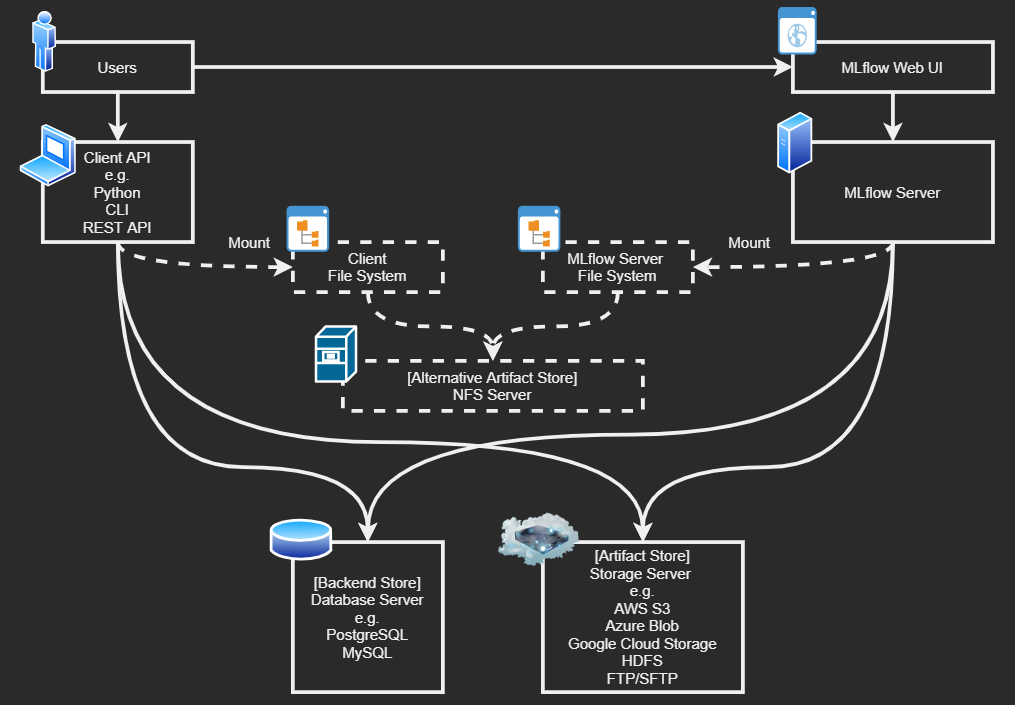 Users
MLflow Web UI
Client API
e.g.
Python
CLI
REST API
MLflow Server
Mount
Client
File System
MLflow Server
File System
Mount
[Alternative Artifact Store]
NFS Server
[Backend Store]
Database Server
e.g.
PostgreSQL
MySQL
[Artifact Store]
Storage Server
e.g.
AWS S3
Azure Blob
Google Cloud Storage
HDFS
FTP/SFTP